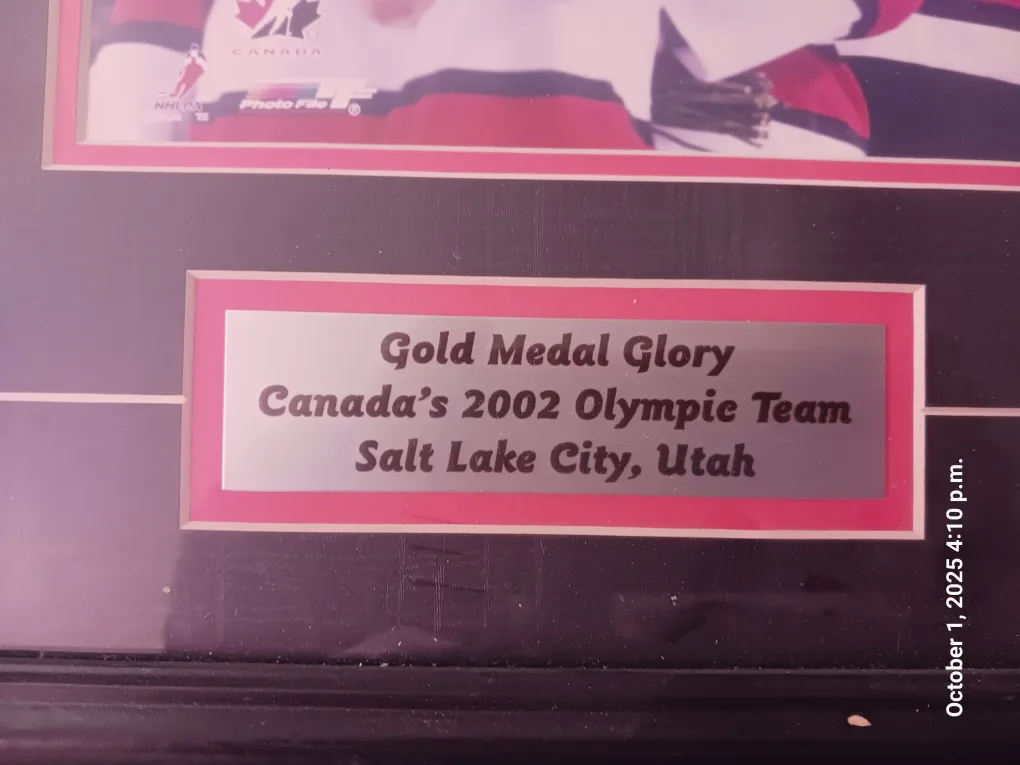 CANADA
NHLPA
Photo File
Gold Medal Glory
Canada's 2002 Olympic Team
Salt Lake City, Utah
October 1, 2025 4:10 p.m.